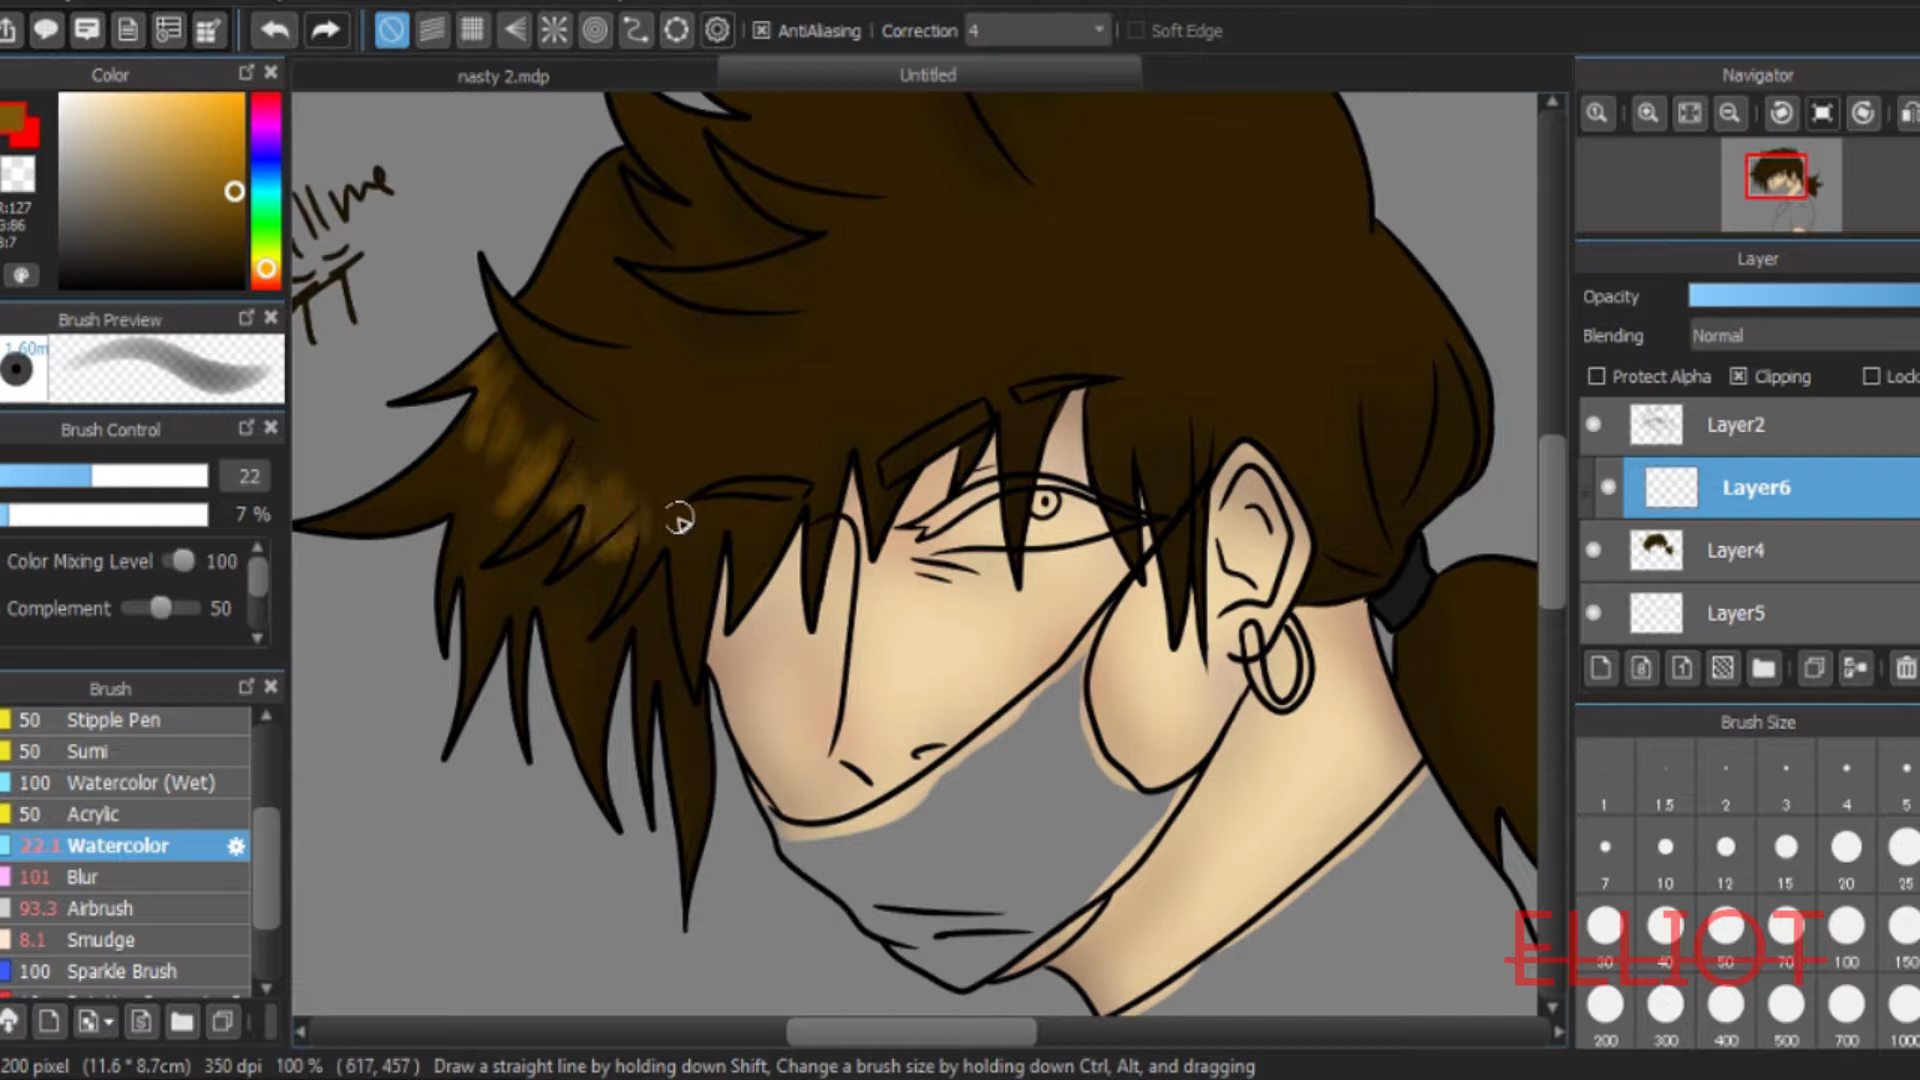 AntiAliasing
Correction
4
Soft Edge
Color
nasty 2.mdp
Untitled
Navigator
R:127
G:86
B:7
Brush Preview
1.60m
Brush Control
22
7 %
Color Mixing Level
100
Complement
50
Brush
50 Stipple Pen
50 Sumi
100 Watercolor (Wet)
50 Acrylic
22.1 Watercolor
101 Blur
93.3 Airbrush
8.1 Smudge
100 Sparkle Brush
Layer
Opacity
Blending
Normal
Protect Alpha
Clipping
Lock
Layer2
Layer6
Layer4
Layer5
Brush Size
1 1.5 2 3 4 5
7 10 12 15 20 25
30 40 50 70 100 150
200 300 400 500 700 1000
ELLIOT
200 pixel (11.6 * 8.7cm) 350 dpi 100 % (617, 457) Draw a straight line by holding down Shift, Change a brush size by holding down Ctrl, Alt, and dragging